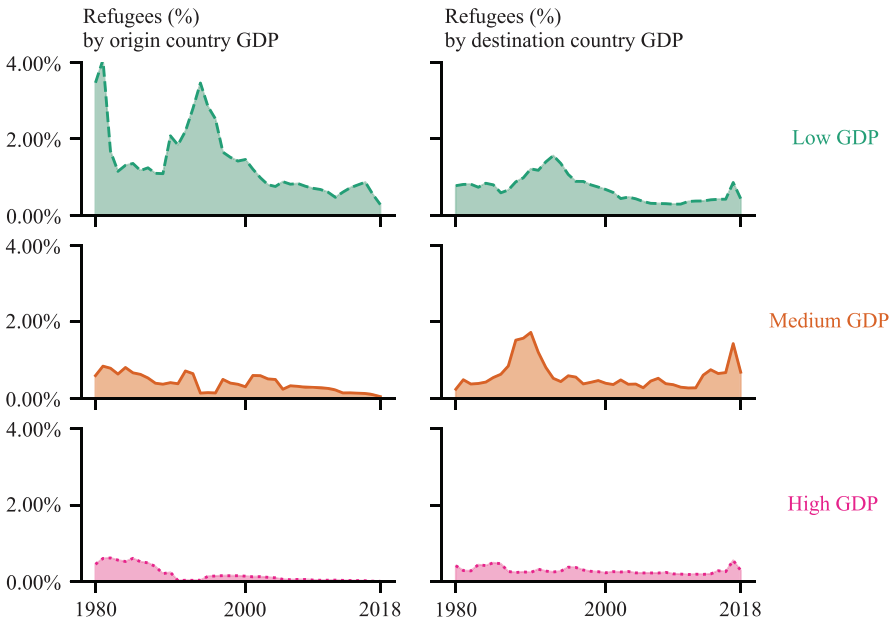 Refugees (%)
by origin country GDP
Refugees (%)
by destination country GDP
4.00%
2.00%
0.00%
Low GDP
4.00%
2.00%
0.00%
Medium GDP
4.00%
2.00%
0.00%
High GDP
1980 2000 2018
1980 2000 2018